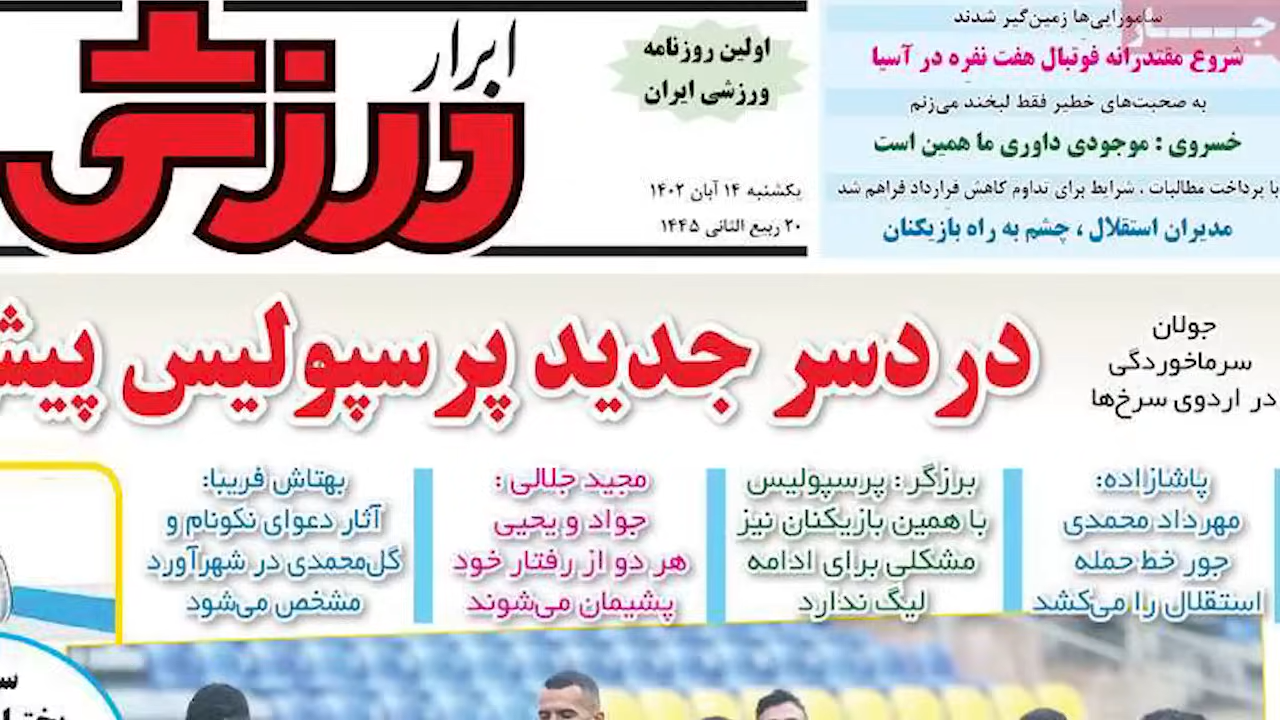 جار
سامورایی‌ها زمین‌گیر شدند
شروع مقتدرانه فوتبال هفت نفره در آسیا
به صحبت‌های خطیر فقط لبخند می‌زنم
خسروی : موجودی داوری ما همین است
با پرداخت مطالبات ، شرایط برای تداوم کاهش قرارداد فراهم شد
مدیران استقلال ، چشم به راه بازیکنان
اولین روزنامه
ورزشی ایران
یکشنبه ۱۴ آبان ۱۴۰۲
۲۰ ربیع الثانی ۱۴۴۵
ابرار
ورزشی
جولان
سرماخوردگی
در اردوی سرخ‌ها
دردسر جدید پرسپولیس
پاشازاده:
مهرداد محمدی
جور خط حمله
استقلال را می‌کشد
برزگر : پرسپولیس
با همین بازیکنان نیز
مشکلی برای ادامه
لیگ ندارد
مجید جلالی :
جواد و یحیی
هر دو از رفتار خود
پشیمان می‌شوند
بهتاش فریبا:
آثار دعوای نکونام و
گل‌محمدی در شهرآورد
مشخص می‌شود